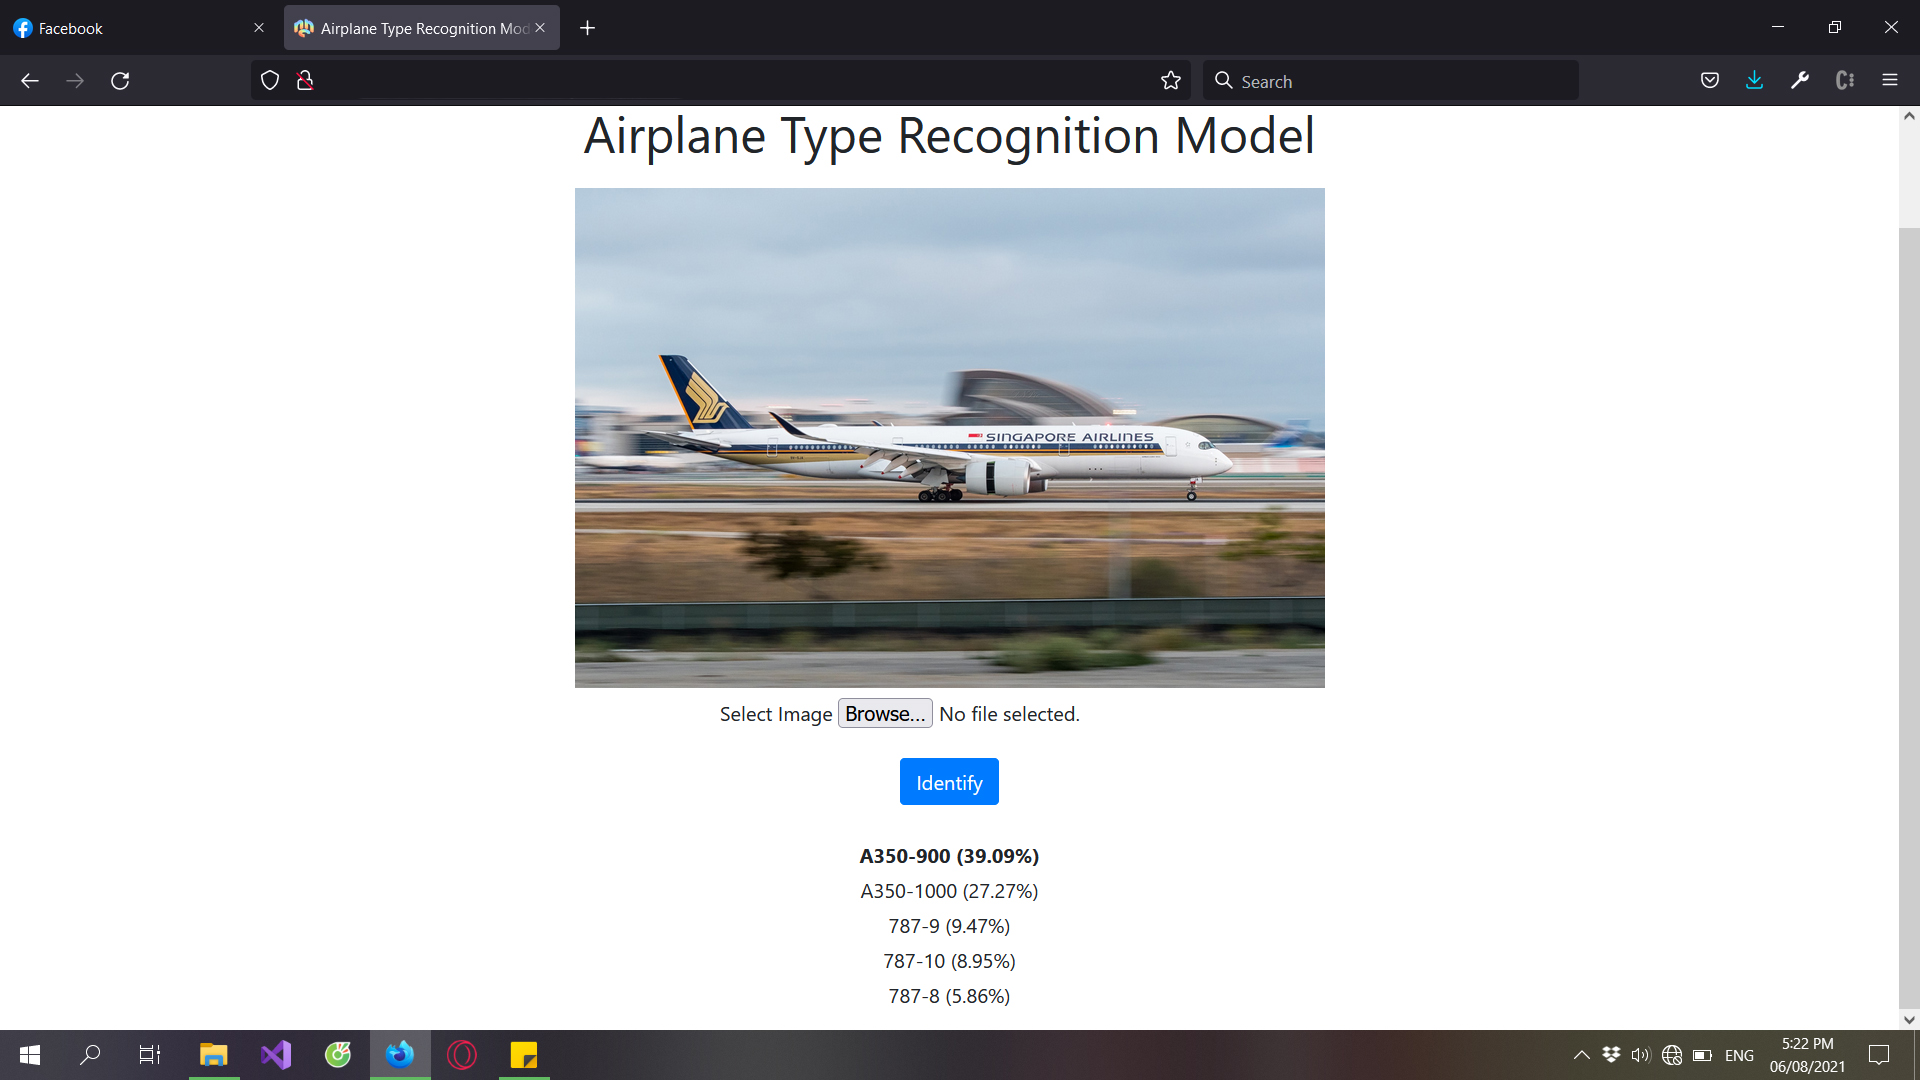 Facebook
Airplane Type Recognition Mod
Search
Airplane Type Recognition Model
SINGAPORE AIRLINES
Select Image Browse... No file selected.
Identify
A350-900 (39.09%)
A350-1000 (27.27%)
787-9 (9.47%)
787-10 (8.95%)
787-8 (5.86%)
ENG
5:22 PM
06/08/2021